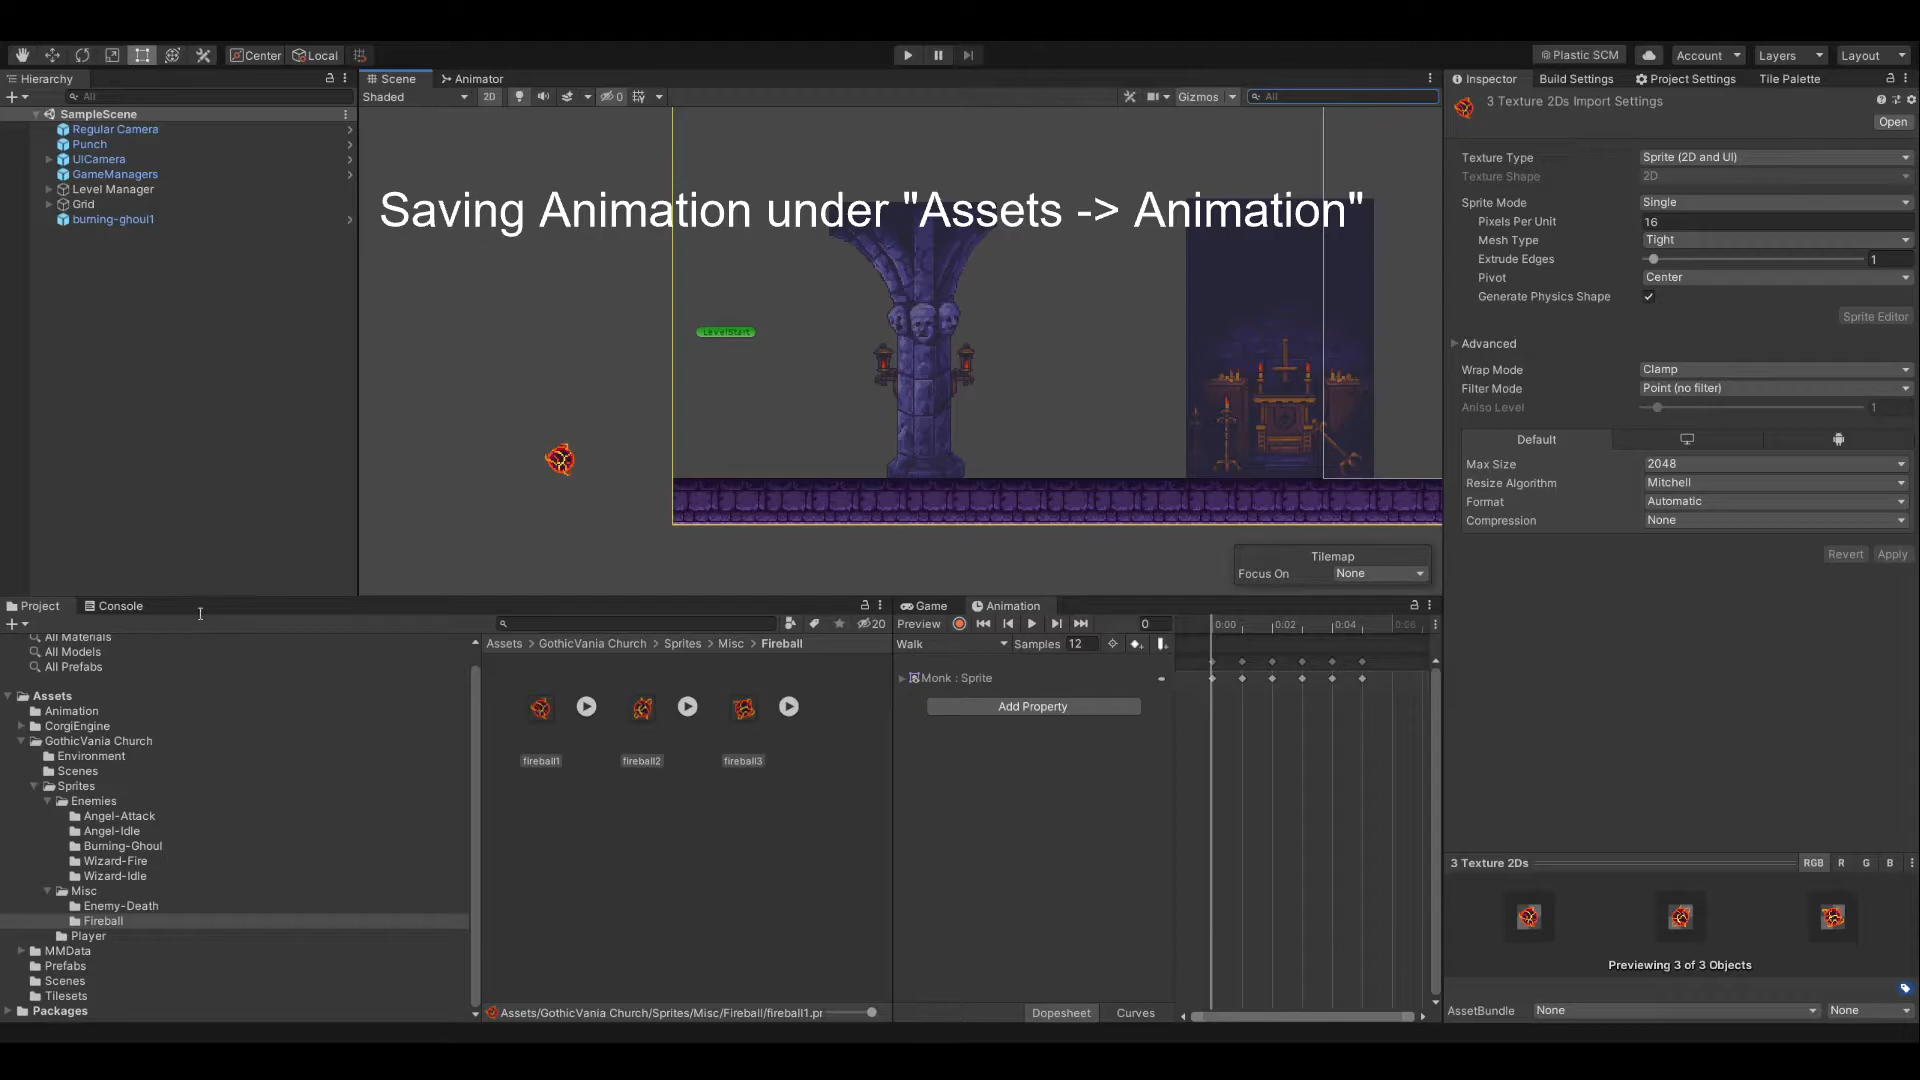 Center
Local
Plastic SCM
Account
Layers
Layout
Hierarchy
All
SampleScene
Regular Camera
Punch
UICamera
GameManagers
Level Manager
Grid
burning-ghoul1
Scene
Animator
Shaded
2D
0
Gizmos
All
Saving Animation under "Assets -> Animation"
LevelStart
Tilemap
Focus On
None
Inspector
Build Settings
Project Settings
Tile Palette
3 Texture 2Ds Import Settings
Open
Texture Type
Sprite (2D and UI)
Texture Shape
2D
Sprite Mode
Single
Pixels Per Unit
16
Mesh Type
Tight
Extrude Edges
1
Pivot
Center
Generate Physics Shape
Sprite Editor
Advanced
Wrap Mode
Clamp
Filter Mode
Point (no filter)
Aniso Level
1
Default
Max Size
2048
Resize Algorithm
Mitchell
Format
Automatic
Compression
None
Revert
Apply
Project
Console
20
All Materials
All Models
All Prefabs
Assets
Animation
CorgiEngine
GothicVania Church
Environment
Scenes
Sprites
Enemies
Angel-Attack
Angel-Idle
Burning-Ghoul
Wizard-Fire
Wizard-Idle
Misc
Enemy-Death
Fireball
Player
MMData
Prefabs
Scenes
Tilesets
Packages
Assets > GothicVania Church > Sprites > Misc > Fireball
fireball1
fireball2
fireball3
Assets/GothicVania Church/Sprites/Misc/Fireball/fireball1.pr
Game
Animation
Preview
0
0:00
0:02
0:04
0:06
Walk
Samples
12
Monk : Sprite
Add Property
Dopesheet
Curves
3 Texture 2Ds
RGB
R
G
B
Previewing 3 of 3 Objects
AssetBundle
None
None